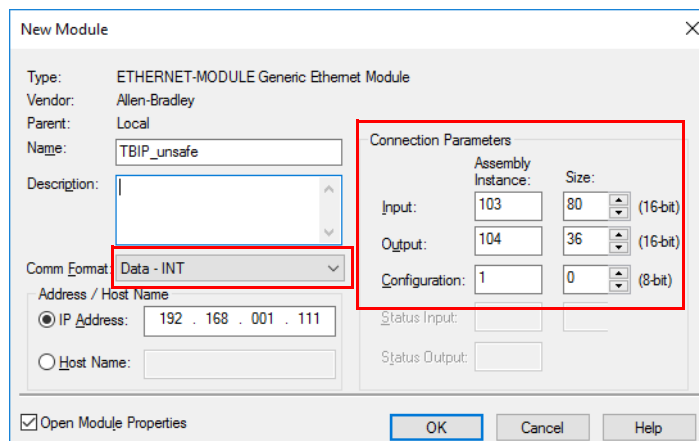 New Module
Type: ETHERNET-MODULE Generic Ethernet Module
Vendor: Allen-Bradley
Parent: Local
Name: TBIP_unsafe
Description:
Comm Format: Data - INT
Address / Host Name
IP Address: 192 . 168 . 001 . 111
Host Name:
Connection Parameters
Assembly Instance: Size:
Input: 103 80 (16-bit)
Output: 104 36 (16-bit)
Configuration: 1 0 (8-bit)
Status Input:
Status Output:
Open Module Properties
OK Cancel Help